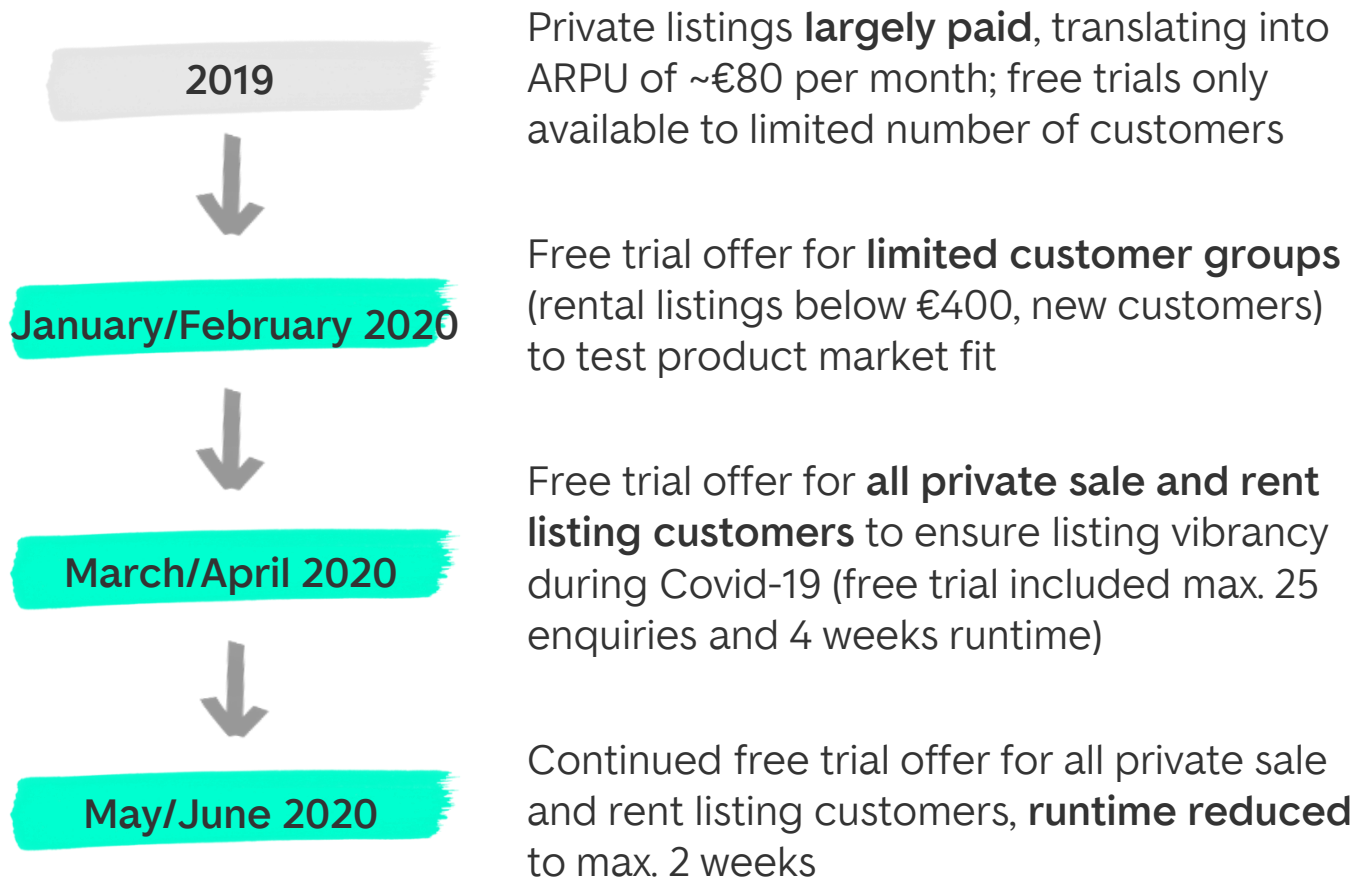 2019
Private listings largely paid, translating into
ARPU of ~€80 per month; free trials only
available to limited number of customers
January/February 2020
Free trial offer for limited customer groups
(rental listings below €400, new customers)
to test product market fit
March/April 2020
Free trial offer for all private sale and rent
listing customers to ensure listing vibrancy
during Covid-19 (free trial included max. 25
enquiries and 4 weeks runtime)
May/June 2020
Continued free trial offer for all private sale
and rent listing customers, runtime reduced
to max. 2 weeks